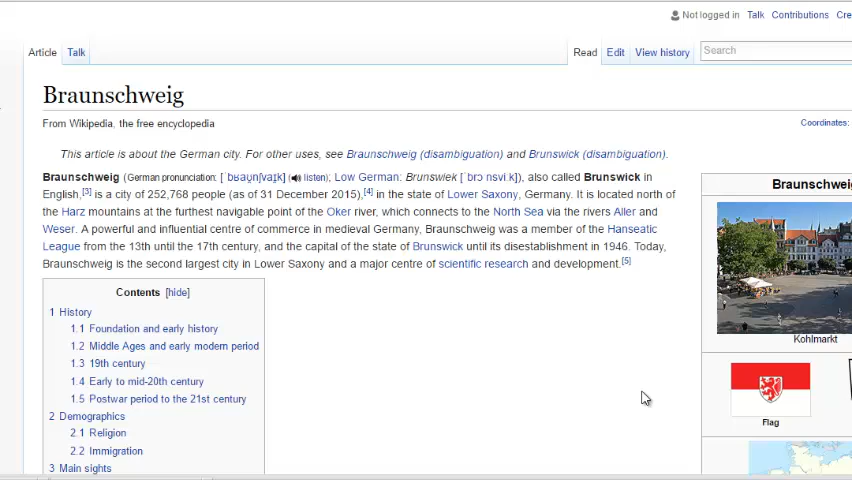 Not logged in Talk Contributions Cre
Article Talk Read Edit View history Search
Braunschweig
From Wikipedia, the free encyclopedia
Coordinates:
This article is about the German city. For other uses, see Braunschweig (disambiguation) and Brunswick (disambiguation).
Braunschweig (German pronunciation: [ˈbʁaʊ̯nʃvaɪ̯k] (listen); Low German: Brunswiek [ˈbrɔˑnsviːk]), also called Brunswick in
English,[3] is a city of 252,768 people (as of 31 December 2015),[4] in the state of Lower Saxony, Germany. It is located north of
the Harz mountains at the furthest navigable point of the Oker river, which connects to the North Sea via the rivers Aller and
Weser. A powerful and influential centre of commerce in medieval Germany, Braunschweig was a member of the Hanseatic
League from the 13th until the 17th century, and the capital of the state of Brunswick until its disestablishment in 1946. Today,
Braunschweig is the second largest city in Lower Saxony and a major centre of scientific research and development.[5]
Contents [hide]
1 History
1.1 Foundation and early history
1.2 Middle Ages and early modern period
1.3 19th century
1.4 Early to mid-20th century
1.5 Postwar period to the 21st century
2 Demographics
2.1 Religion
2.2 Immigration
3 Main sights
Braunschweig
Kohlmarkt
Flag